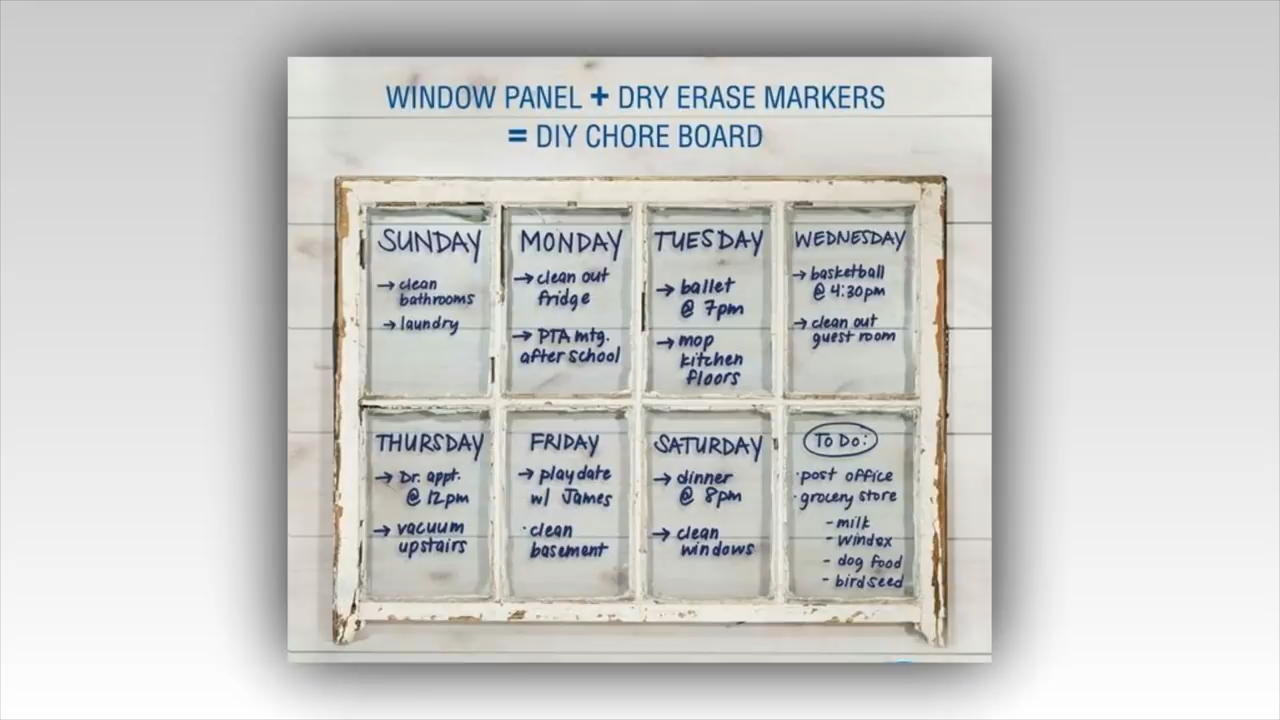 WINDOW PANEL + DRY ERASE MARKERS
= DIY CHORE BOARD
SUNDAY
→ clean
bathrooms
→ laundry
MONDAY
→ clean out
fridge
→ PTA mtg.
after school
TUESDAY
→ ballet
@ 7pm
→ mop
kitchen
floors
WEDNESDAY
→ basketball
@ 4:30pm
→ clean out
guest room
THURSDAY
→ Dr. appt.
@ 12pm
→ vacuum
upstairs
FRIDAY
→ playdate
w/ James
· clean
basement
SATURDAY
→ dinner
@ 8pm
→ clean
windows
TO DO:
· post office
· grocery store
- milk
- windex
- dog food
- birdseed